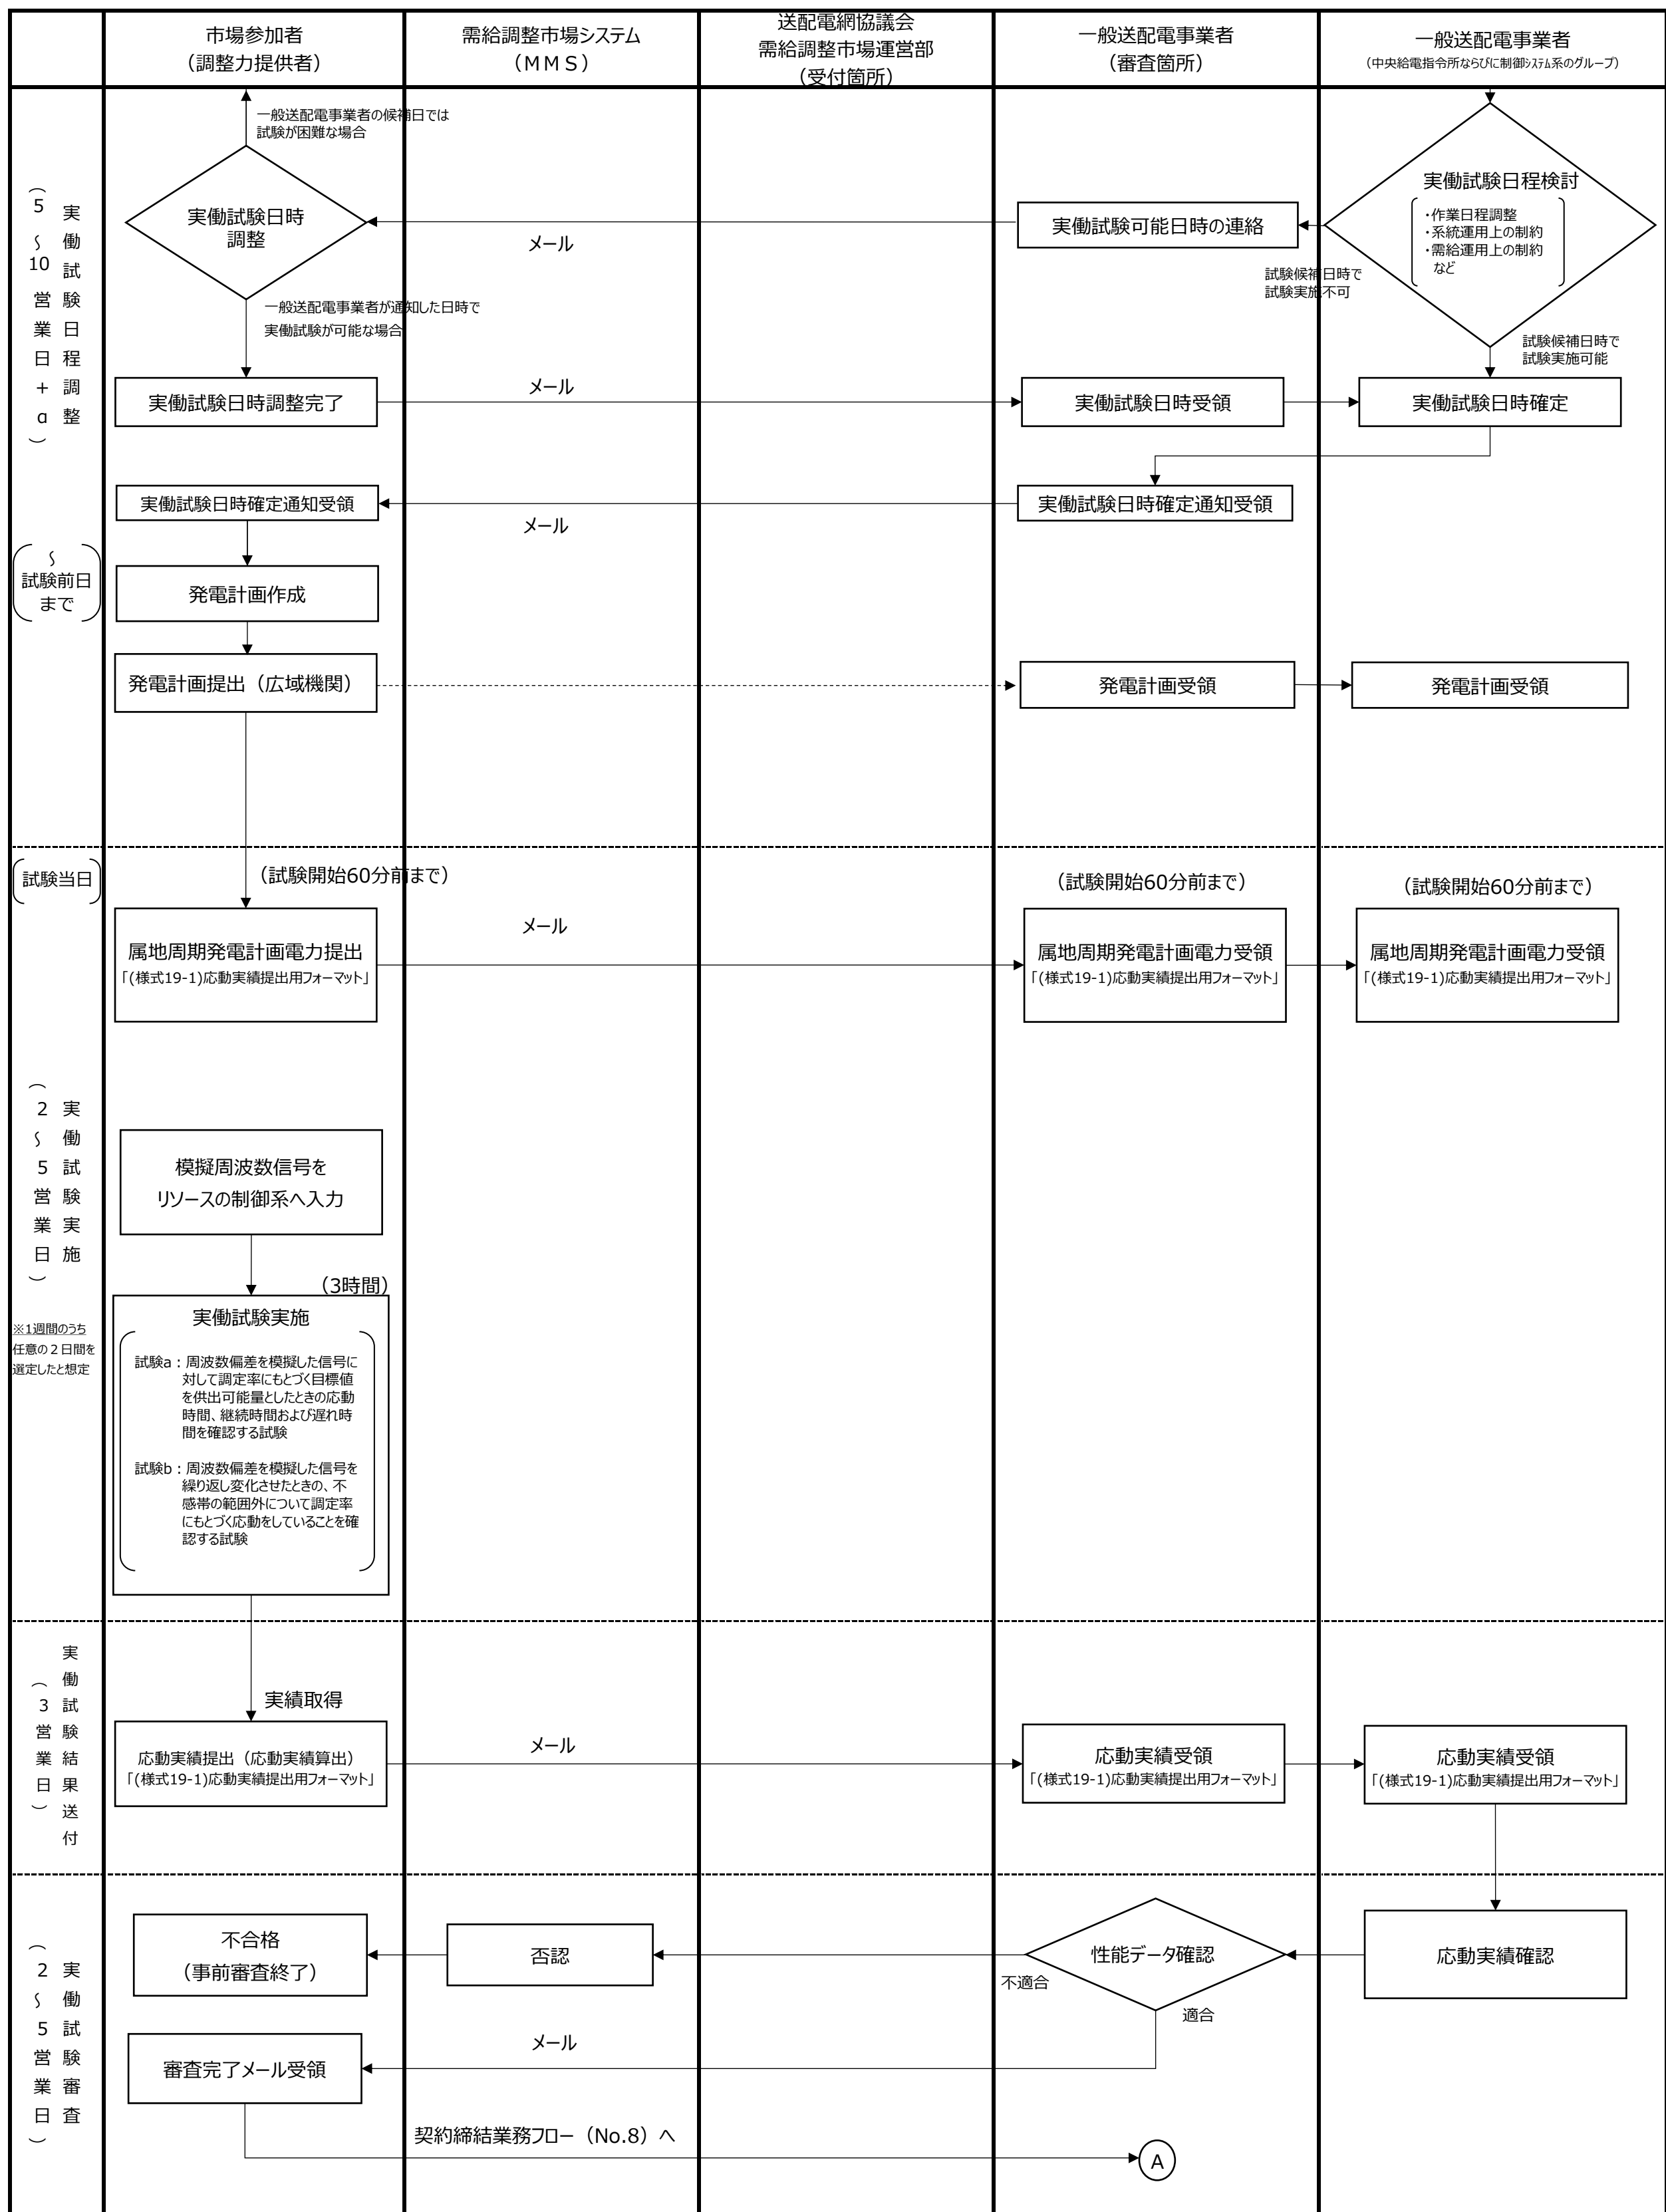 市場参加者
（調整力提供者）
需給調整市場システム
（ＭＭＳ）
送配電網協議会
需給調整市場運営部
（受付箇所）
一般送配電事業者
（審査箇所）
一般送配電事業者
（中央給電指令所ならびに制御システム系のグループ）
実働試験日程調整
（5～10営業日＋α）
一般送配電事業者の候補日では
試験が困難な場合
実働試験日時
調整
メール
実働試験可能日時の連絡
実働試験日程検討
・作業日程調整
・系統運用上の制約
・需給運用上の制約
など
試験候補日時で
試験実施不可
一般送配電事業者が通知した日時で
実働試験が可能な場合
試験候補日時で
試験実施可能
実働試験日時調整完了
メール
実働試験日時受領
実働試験日時確定
実働試験日時確定通知受領
メール
実働試験日時確定通知受領
～
試験前日
まで
発電計画作成
発電計画提出（広域機関）
発電計画受領
発電計画受領
試験当日
（試験開始60分前まで）
（試験開始60分前まで）
（試験開始60分前まで）
メール
属地周期発電計画電力提出
「(様式19-1)応動実績提出用フォーマット」
属地周期発電計画電力受領
「(様式19-1)応動実績提出用フォーマット」
属地周期発電計画電力受領
「(様式19-1)応動実績提出用フォーマット」
実働試験実施
（2～5営業日）
※1週間のうち
任意の２日間を
選定したと想定
模擬周波数信号を
リソースの制御系へ入力
（3時間）
実働試験実施
試験a：周波数偏差を模擬した信号に
対して調定率にもとづく目標値
を供出可能量としたときの応動
時間、継続時間および遅れ時
間を確認する試験
試験b：周波数偏差を模擬した信号を
繰り返し変化させたときの、不
感帯の範囲外について調定率
にもとづく応動をしていることを確
認する試験
実働試験結果送付
（3営業日）
実績取得
応動実績提出（応動実績算出）
「(様式19-1)応動実績提出用フォーマット」
メール
応動実績受領
「(様式19-1)応動実績提出用フォーマット」
応動実績受領
「(様式19-1)応動実績提出用フォーマット」
実働試験審査
（2～5営業日）
不合格
（事前審査終了）
否認
性能データ確認
不適合
適合
応動実績確認
メール
審査完了メール受領
契約締結業務フロー（No.8）へ
A